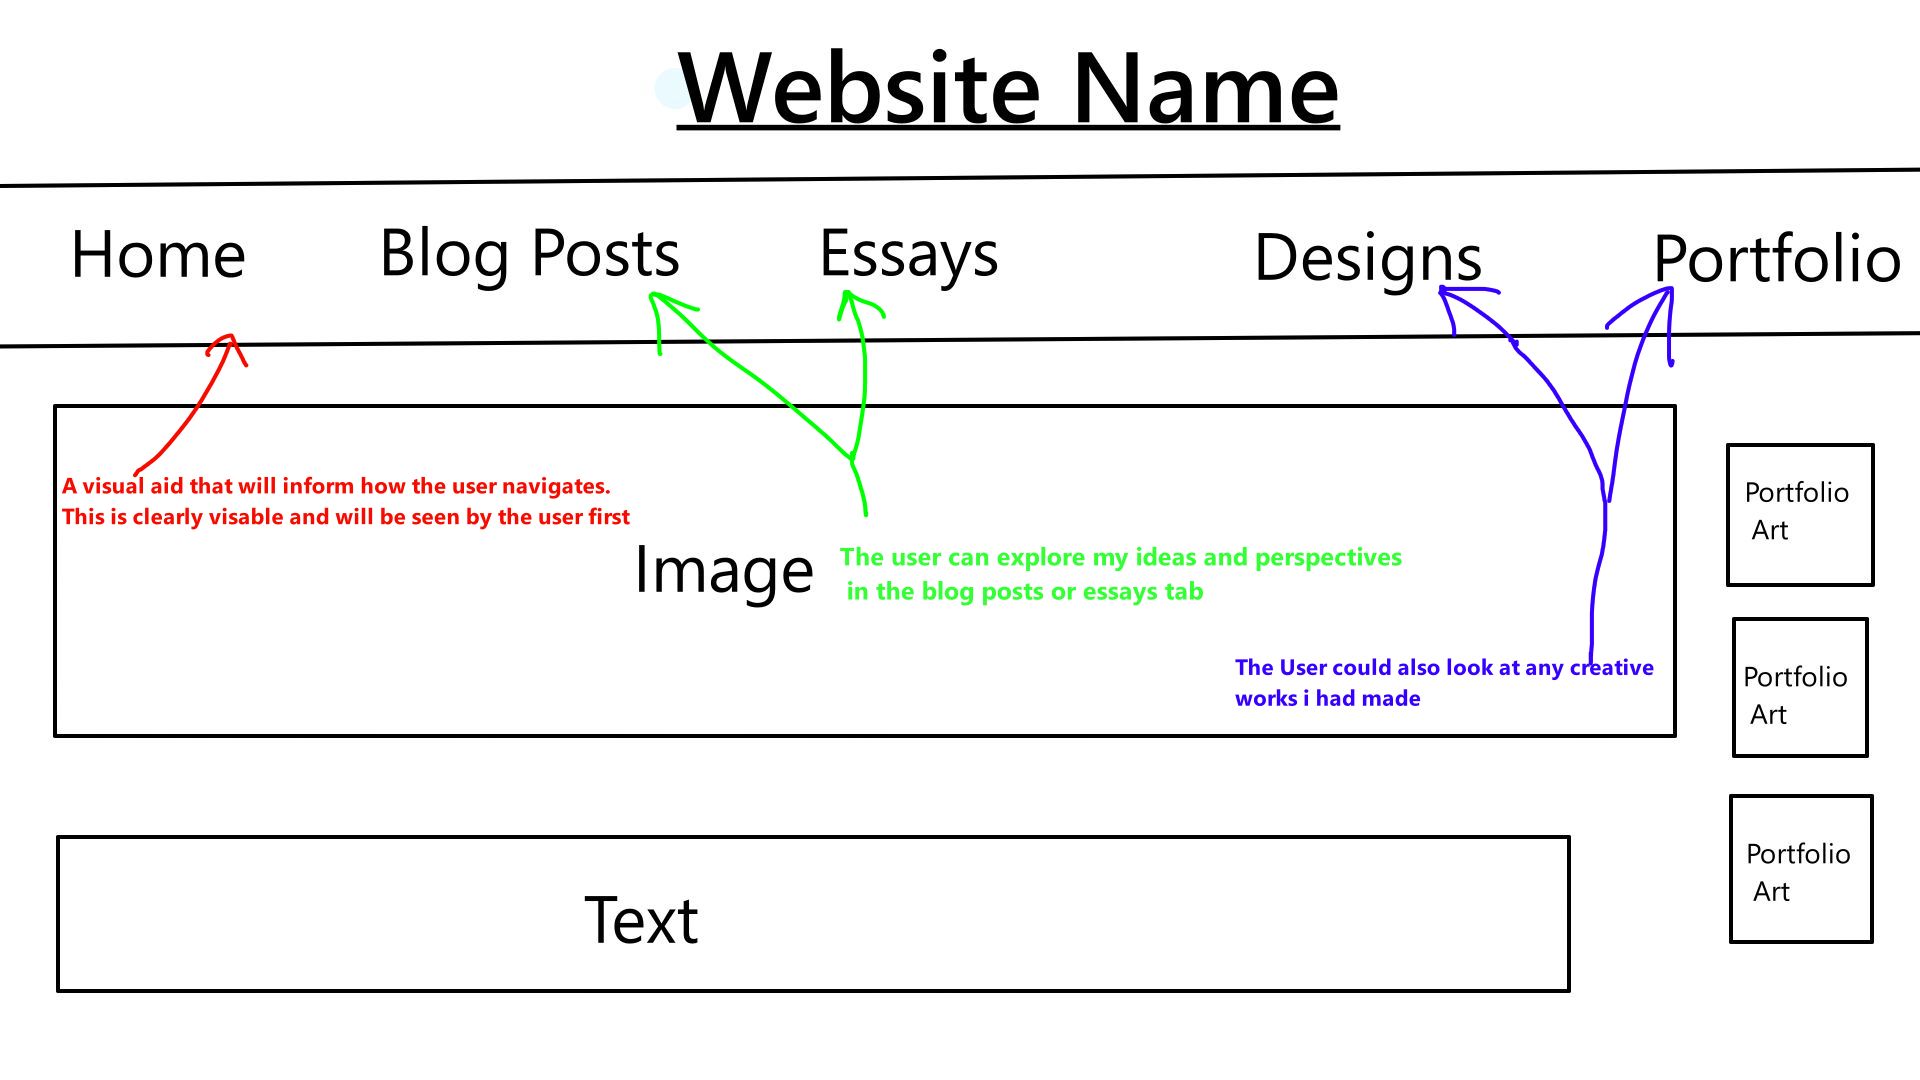 Website Name
Home Blog Posts Essays Designs Portfolio
A visual aid that will inform how the user navigates.
This is clearly visable and will be seen by the user first
Image
The user can explore my ideas and perspectives
in the blog posts or essays tab
The User could also look at any creative
works i had made
Portfolio
Art
Portfolio
Art
Portfolio
Art
Text